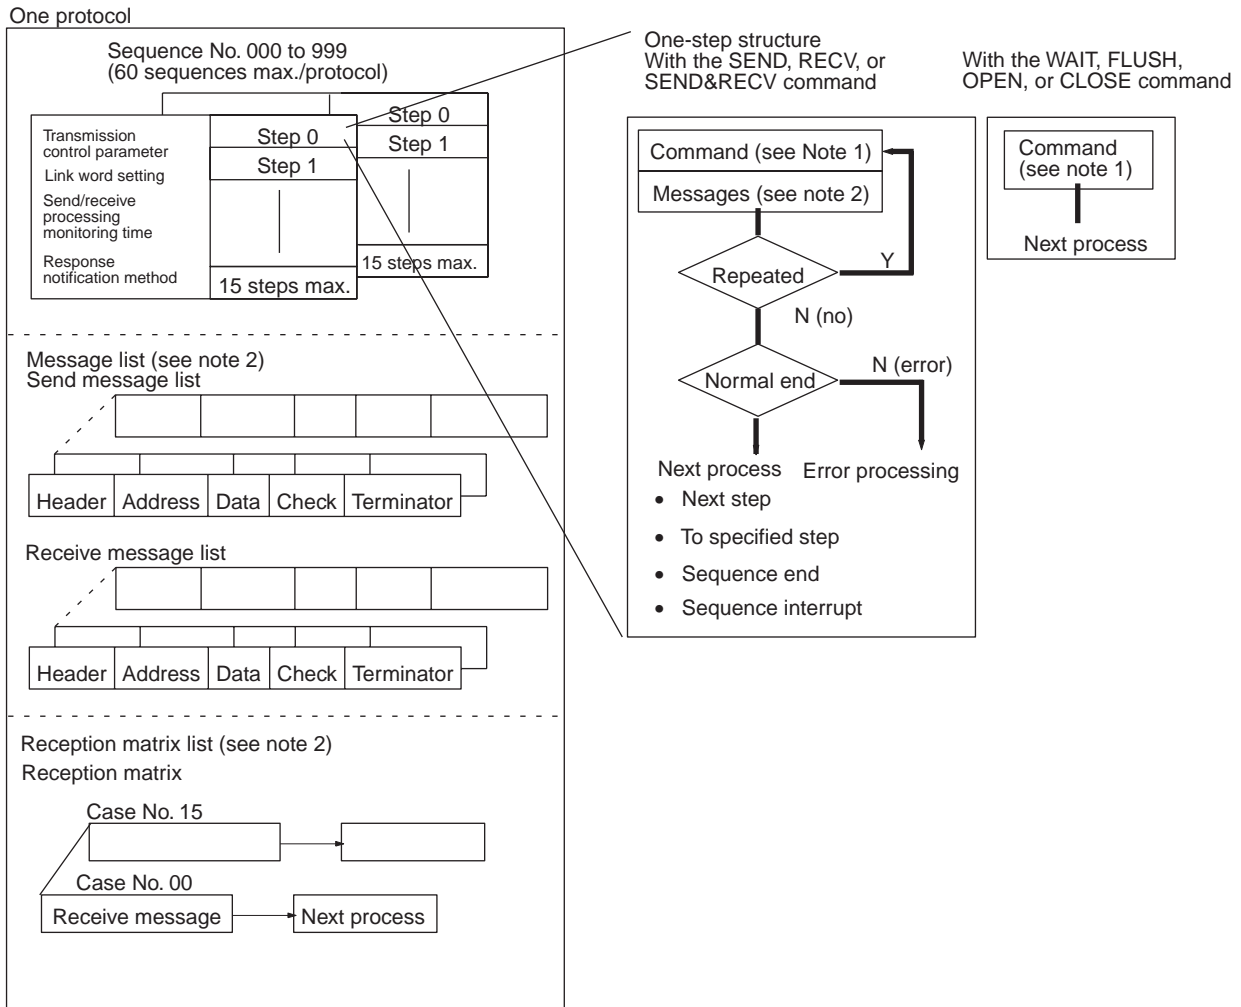 One protocol
Sequence No. 000 to 999
(60 sequences max./protocol)
Transmission
control parameter
Link word setting
Send/receive
processing
monitoring time
Response
notification method
Step 0
Step 1
15 steps max.
Step 0
Step 1
15 steps max.
Message list (see note 2)
Send message list
Header Address Data Check Terminator
Receive message list
Header Address Data Check Terminator
Reception matrix list (see note 2)
Reception matrix
Case No. 15
Case No. 00
Receive message
Next process
One-step structure
With the SEND, RECV, or
SEND&RECV command
Command (see Note 1)
Messages (see note 2)
Repeated
Y
N (no)
Normal end
N (error)
Next process
Error processing
• Next step
• To specified step
• Sequence end
• Sequence interrupt
With the WAIT, FLUSH,
OPEN, or CLOSE command
Command
(see note 1)
Next process